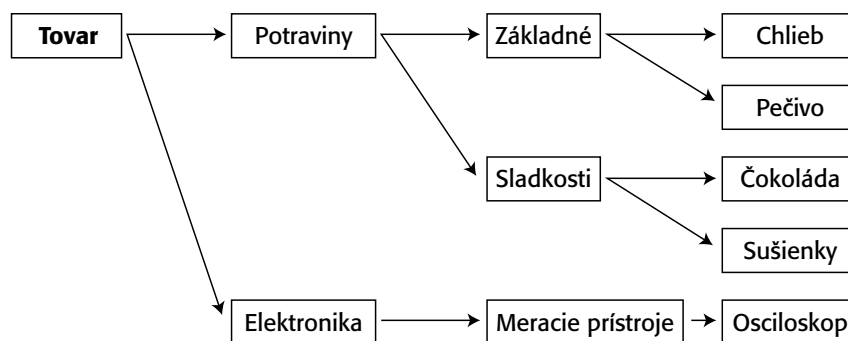 Tovar Potraviny Základné Chlieb
Pečivo
Sladkosti Čokoláda
Sušienky
Elektronika Meracie prístroje Osciloskop